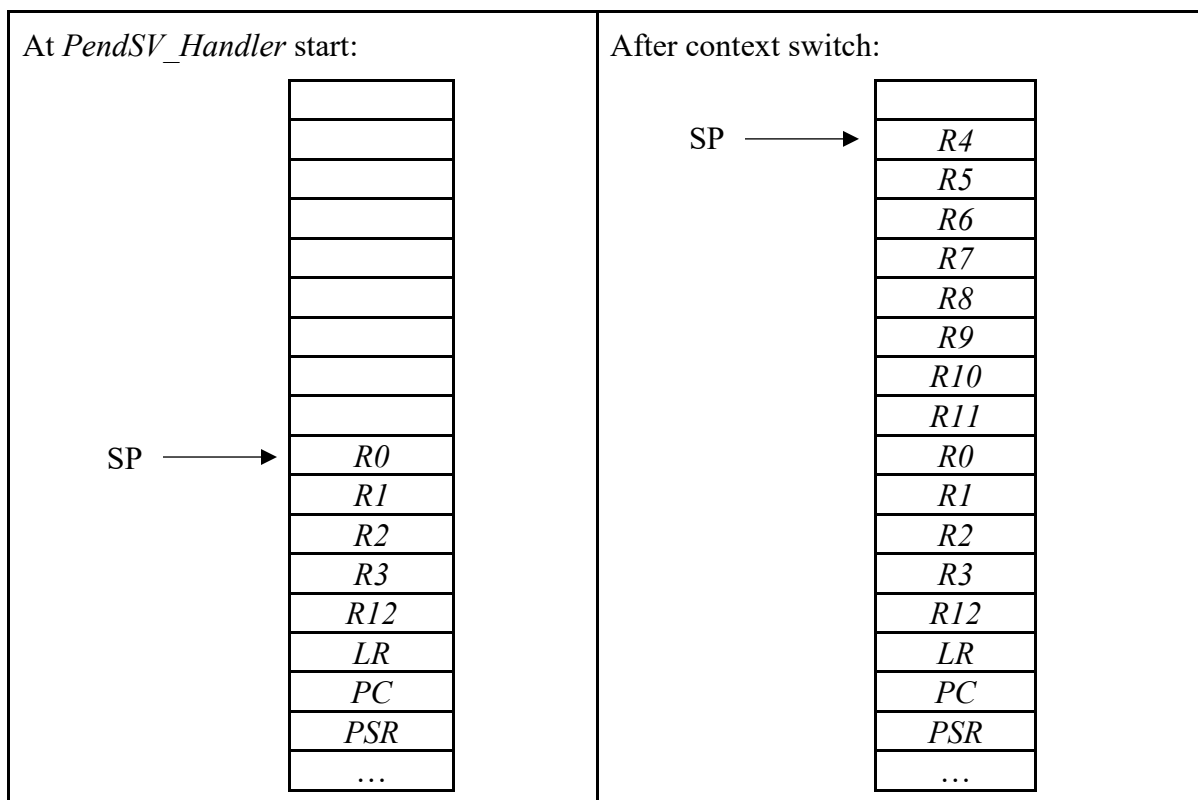 At PendSV_Handler start:
SP
R0
R1
R2
R3
R12
LR
PC
PSR
…
After context switch:
SP
R4
R5
R6
R7
R8
R9
R10
R11
R0
R1
R2
R3
R12
LR
PC
PSR
…